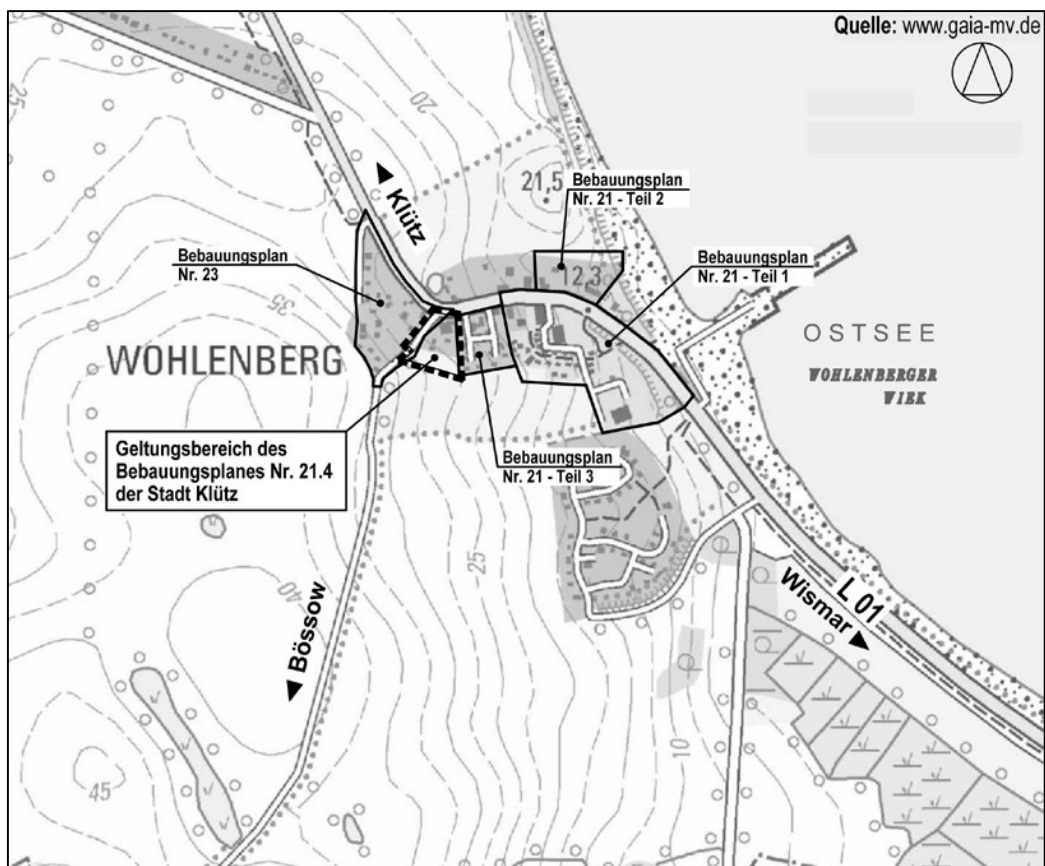 Quelle: www.gaia-mv.de
25
20
Klütz
21,5
Bebauungsplan
Nr. 21 - Teil 2
Bebauungsplan
Nr. 23
12,3
Bebauungsplan
Nr. 21 - Teil 1
35
WOHLENBERG
OSTSEE
WOHLENBERGER
WIEK
Geltungsbereich des
Bebauungsplanes Nr. 21.4
der Stadt Klütz
Bebauungsplan
Nr. 21 - Teil 3
25
40
Bössow
Wismar
L 01
10
45